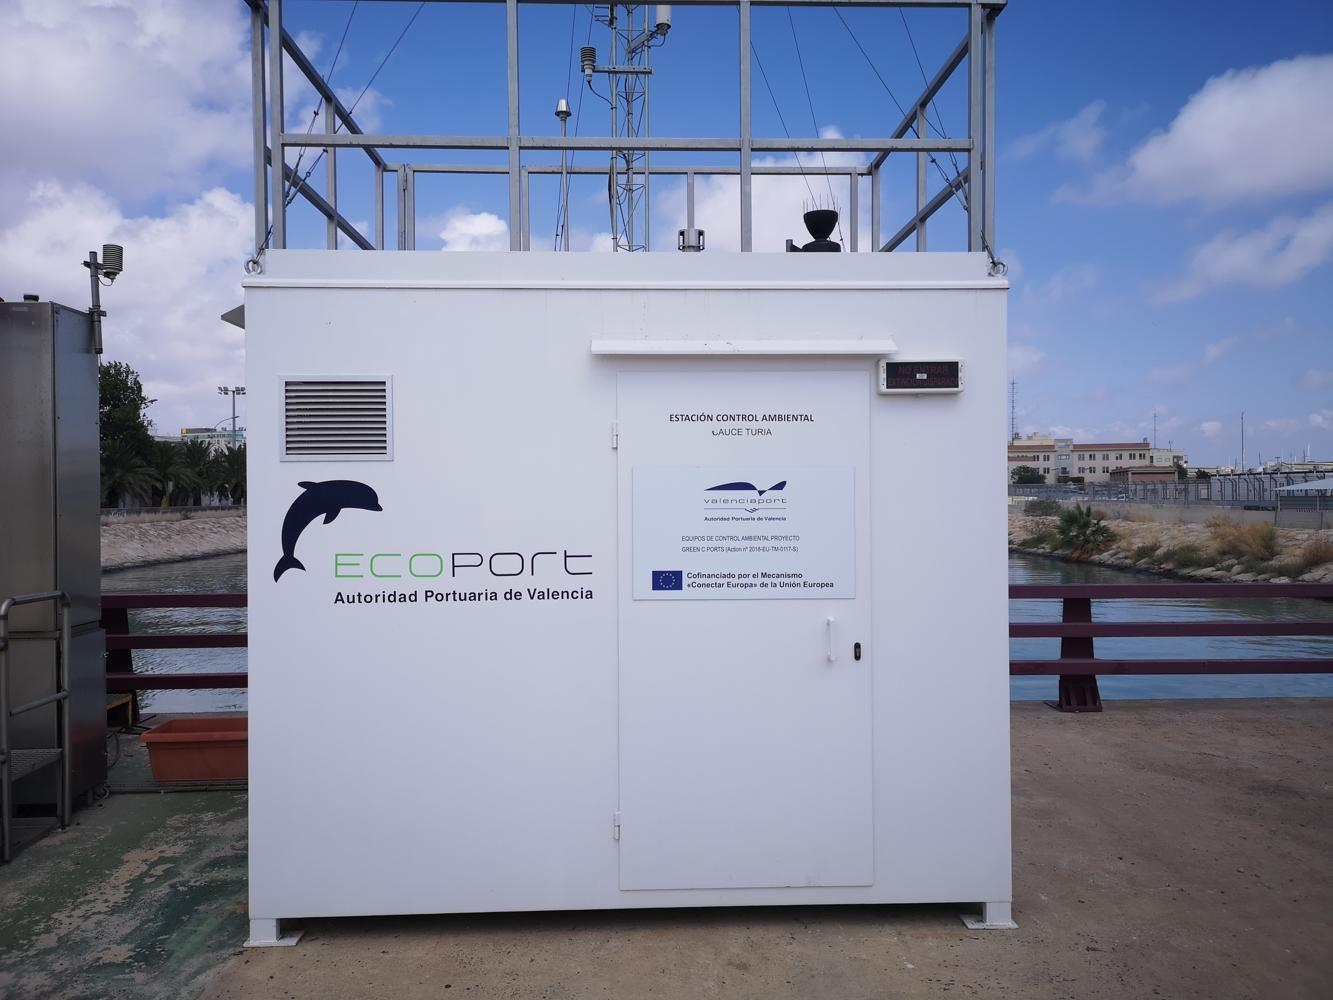 NO ENTRAR
EXTINCIÓN DISPARADA
ESTACIÓN CONTROL AMBIENTAL
CAUCE TURIA
valenciaport
Autoridad Portuaria de Valencia
EQUIPOS DE CONTROL AMBIENTAL PROYECTO
GREEN C PORTS (Action nº 2018-EU-TM-0117-S)
Cofinanciado por el Mecanismo
«Conectar Europa» de la Unión Europea
ECOPORT
Autoridad Portuaria de Valencia